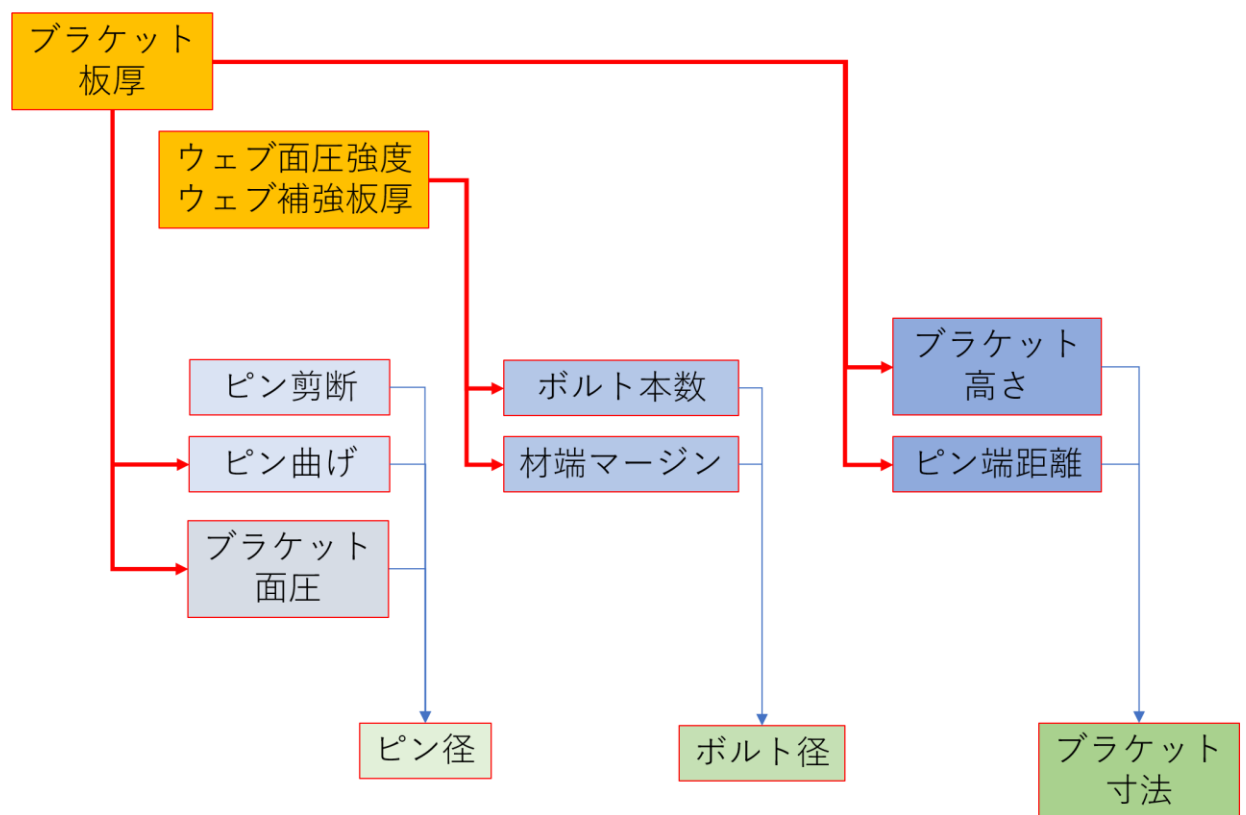 ブラケット
板厚
ウェブ面圧強度
ウェブ補強板厚
ピン剪断
ピン曲げ
ブラケット
面圧
ボルト本数
材端マージン
ブラケット
高さ
ピン端距離
ピン径
ボルト径
ブラケット
寸法